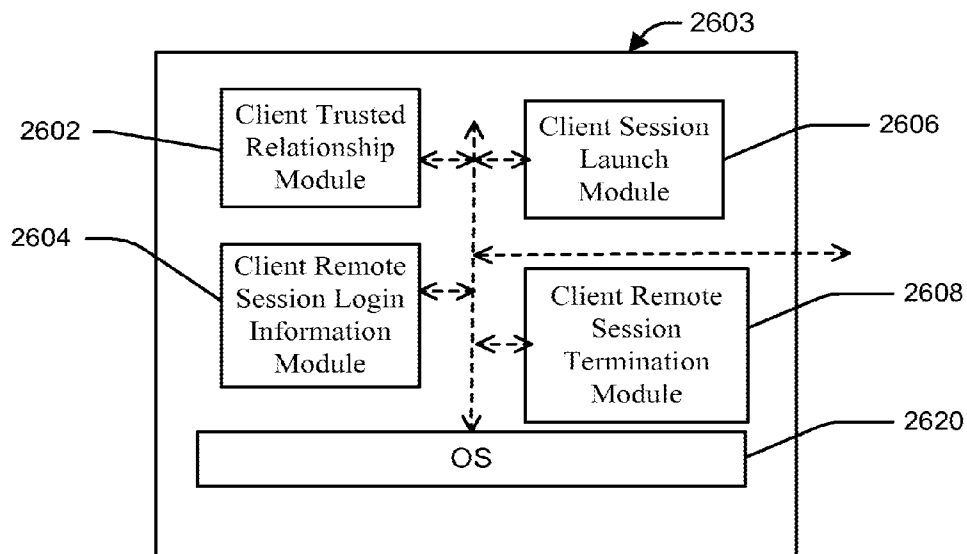 2603
2602
Client Trusted
Relationship
Module
Client Session
Launch
Module
2606
2604
Client Remote
Session Login
Information
Module
Client Remote
Session
Termination
Module
2608
OS
2620